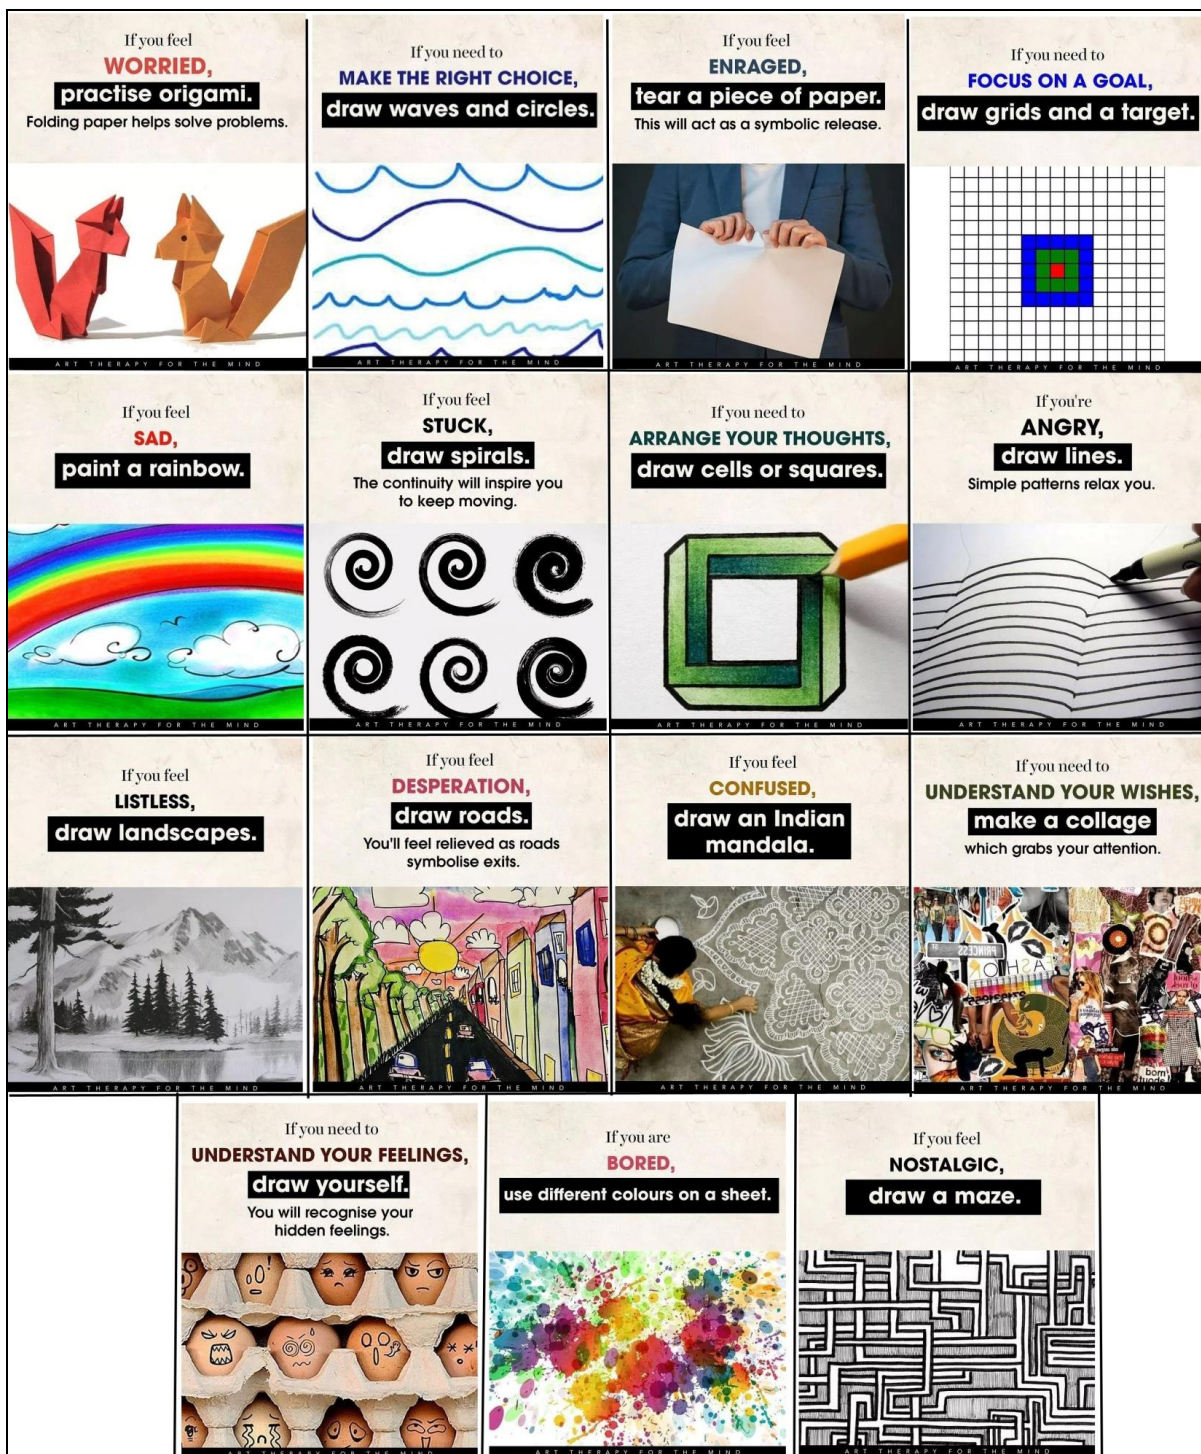 If you feel
WORRIED,
practise origami.
Folding paper helps solve problems.
ART THERAPY FOR THE MIND
If you need to
MAKE THE RIGHT CHOICE,
draw waves and circles.
ART THERAPY FOR THE MIND
If you feel
ENRAGED,
tear a piece of paper.
This will act as a symbolic release.
ART THERAPY FOR THE MIND
If you need to
FOCUS ON A GOAL,
draw grids and a target.
ART THERAPY FOR THE MIND
If you feel
SAD,
paint a rainbow.
ART THERAPY FOR THE MIND
If you feel
STUCK,
draw spirals.
The continuity will inspire you
to keep moving.
ART THERAPY FOR THE MIND
If you need to
ARRANGE YOUR THOUGHTS,
draw cells or squares.
ART THERAPY FOR THE MIND
If you're
ANGRY,
draw lines.
Simple patterns relax you.
ART THERAPY FOR THE MIND
If you feel
LISTLESS,
draw landscapes.
ART THERAPY FOR THE MIND
If you feel
DESPERATION,
draw roads.
You'll feel relieved as roads
symbolise exits.
ART THERAPY FOR THE MIND
If you feel
CONFUSED,
draw an Indian
mandala.
ART THERAPY FOR THE MIND
If you need to
UNDERSTAND YOUR WISHES,
make a collage
which grabs your attention.
PRINCESS
ART THERAPY FOR THE MIND
If you need to
UNDERSTAND YOUR FEELINGS,
draw yourself.
You will recognise your
hidden feelings.
ART THERAPY FOR THE MIND
If you are
BORED,
use different colours on a sheet.
ART THERAPY FOR THE MIND
If you feel
NOSTALGIC,
draw a maze.
ART THERAPY FOR THE MIND